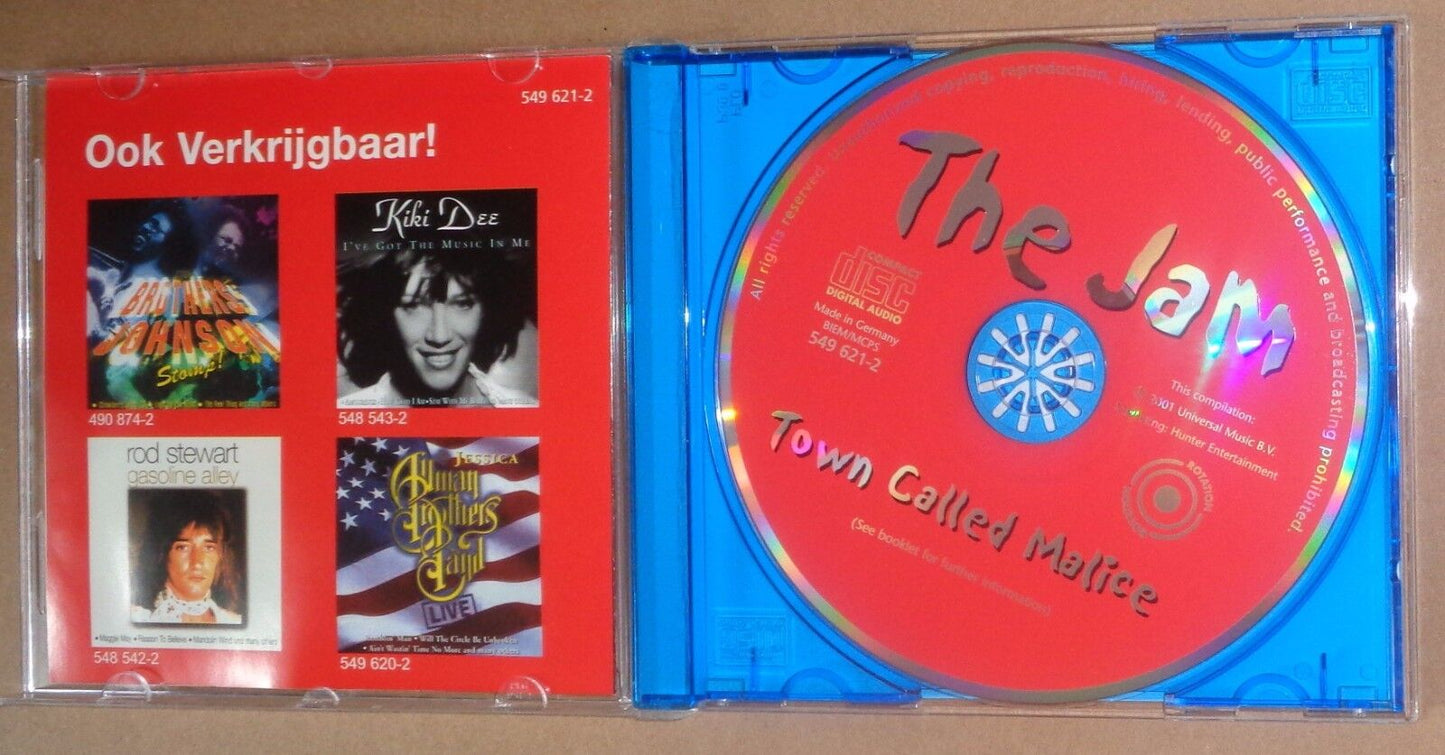 549 621-2
Ook Verkrijgbaar!
BROTHERS
JOHNSON
Stomp!
490 874-2
Kiki Dee
I've Got The Music In Me
548 543-2
rod stewart
gasoline alley
• Maggie May • Reason To Believe • Mandolin Wind und many others
548 542-2
JESSICA
Allman
Brothers
Band
LIVE
Man • Will The Circle Be Unbroken
• Ain't Wastin' Time No More and many others
549 620-2
All rights reserved. Unauthorized copying, reproduction, hiring, lending, public performance and broadcasting prohibited.
The Jam
COMPACT
disc
DIGITAL AUDIO
Made in Germany
BIEM/MCPS
549 621-2
This compilation:
2001 Universal Music B.V.
Hunter Entertainment
ROTATION
Town Called Malice
(See booklet for further information)